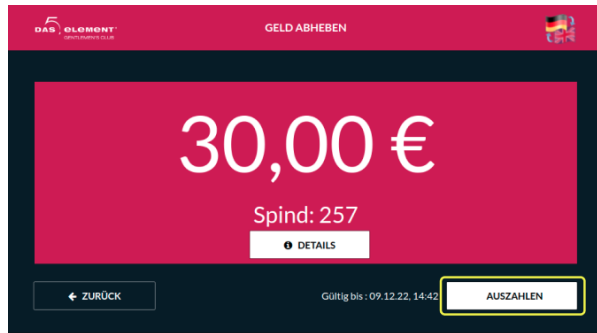 DAS 5 ELEMENT
GENTLEMEN'S CLUB
GELD ABHEBEN
30,00 €
Spind: 257
DETAILS
ZURÜCK
Gültig bis : 09.12.22, 14:42
AUSZAHLEN